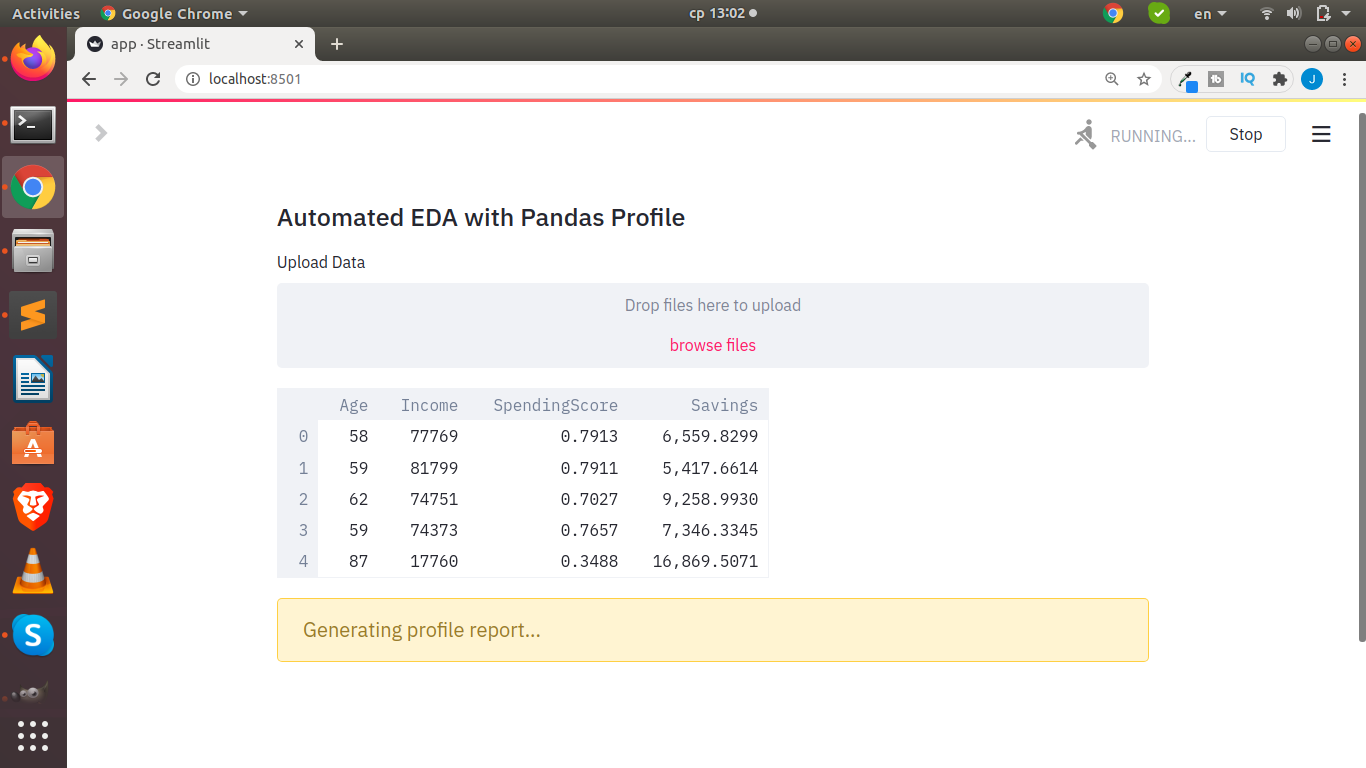 Activities Google Chrome ср 13:02 en
app · Streamlit
localhost:8501 tb IQ J
RUNNING... Stop
Automated EDA with Pandas Profile
Upload Data
Drop files here to upload
browse files
Age Income SpendingScore Savings
0 58 77769 0.7913 6,559.8299
1 59 81799 0.7911 5,417.6614
2 62 74751 0.7027 9,258.9930
3 59 74373 0.7657 7,346.3345
4 87 17760 0.3488 16,869.5071
Generating profile report...